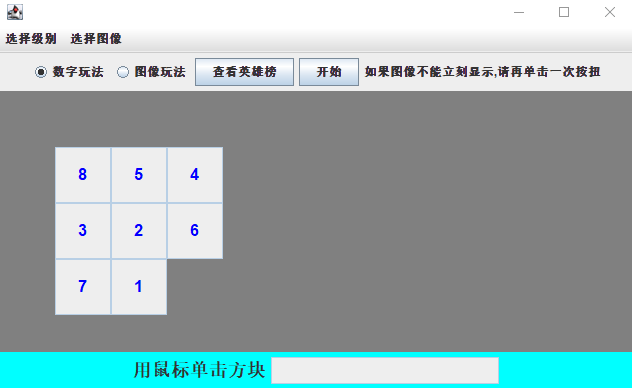 选择级别 选择图像
数字玩法 图像玩法 查看英雄榜 开始 如果图像不能立刻显示,请再单击一次按扭
8 5 4
3 2 6
7 1
用鼠标单击方块